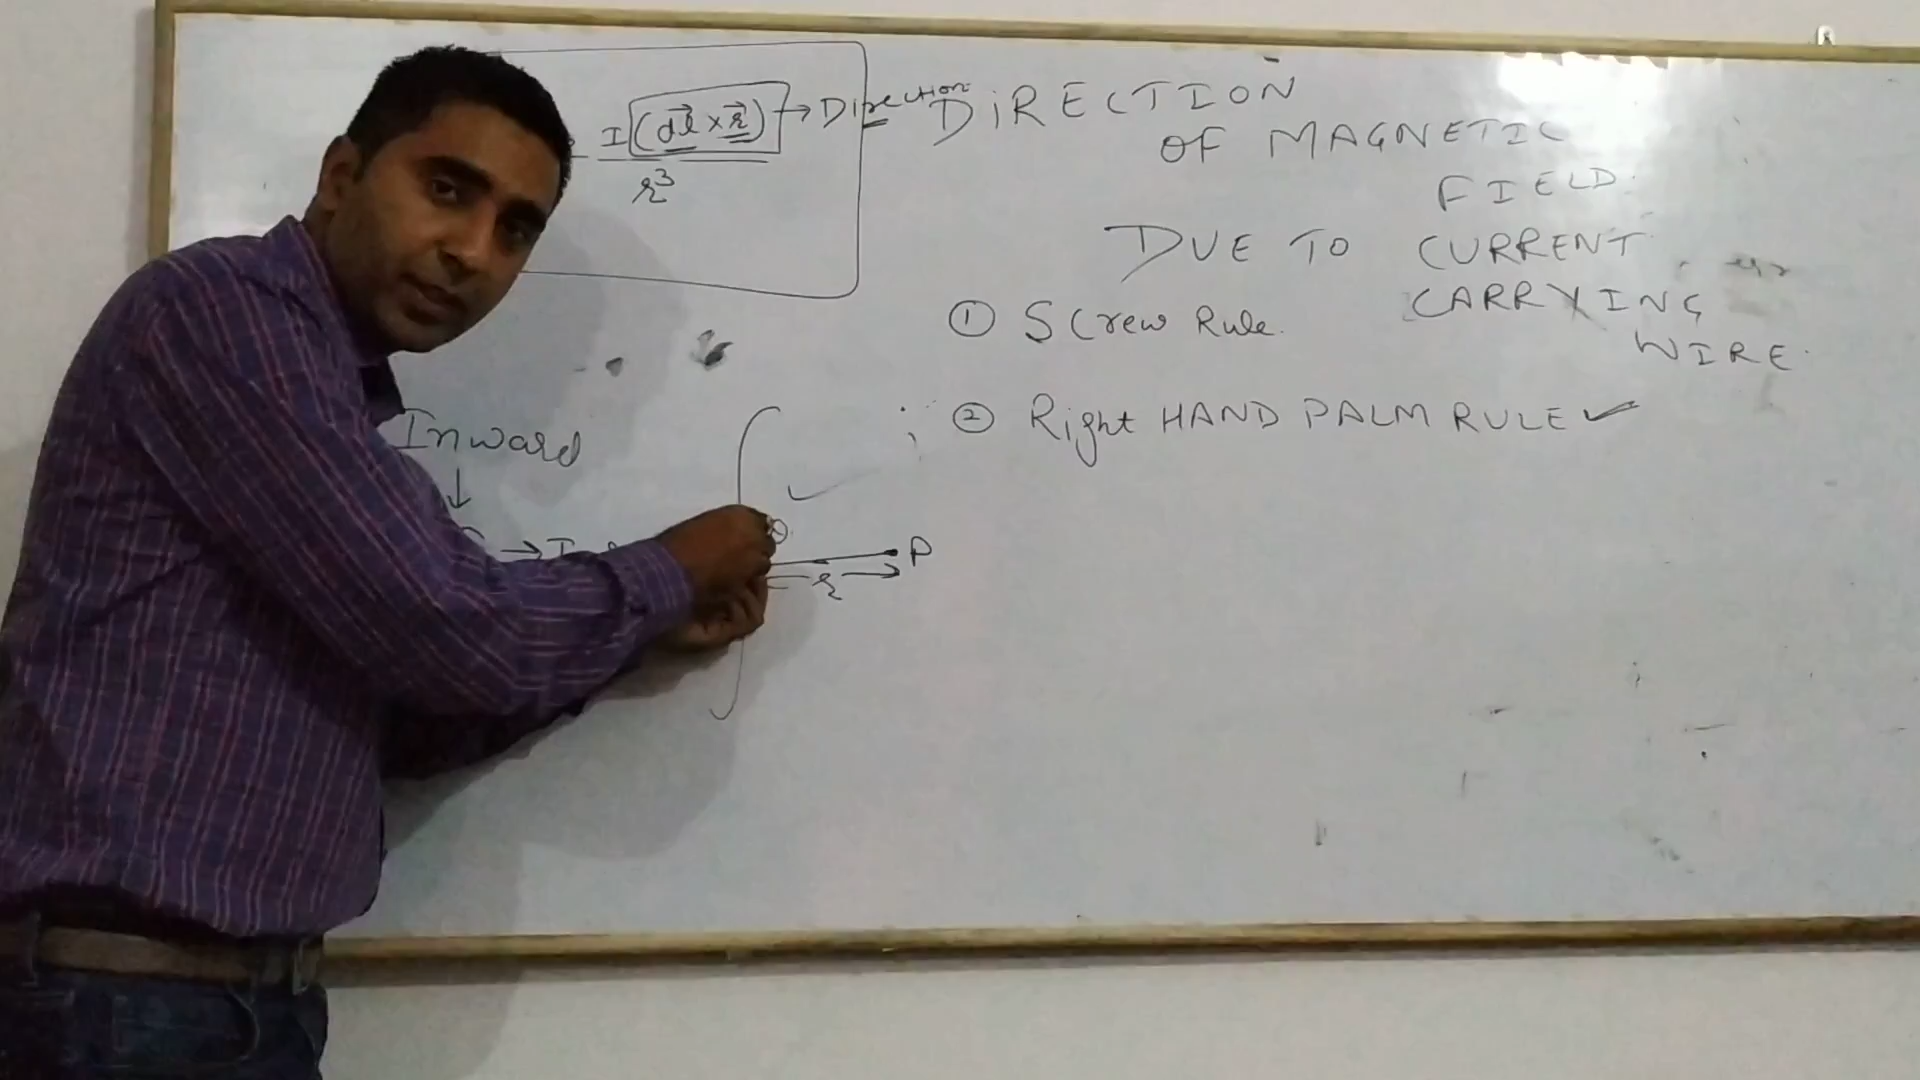 I(dl × r) → Direction
r³
DIRECTION
OF MAGNETIC
FIELD.
DUE TO CURRENT
CARRYING
WIRE.
① Screw Rule.
② Right HAND PALM RULE ✓
Inward
↓
→ I
θ
P
r